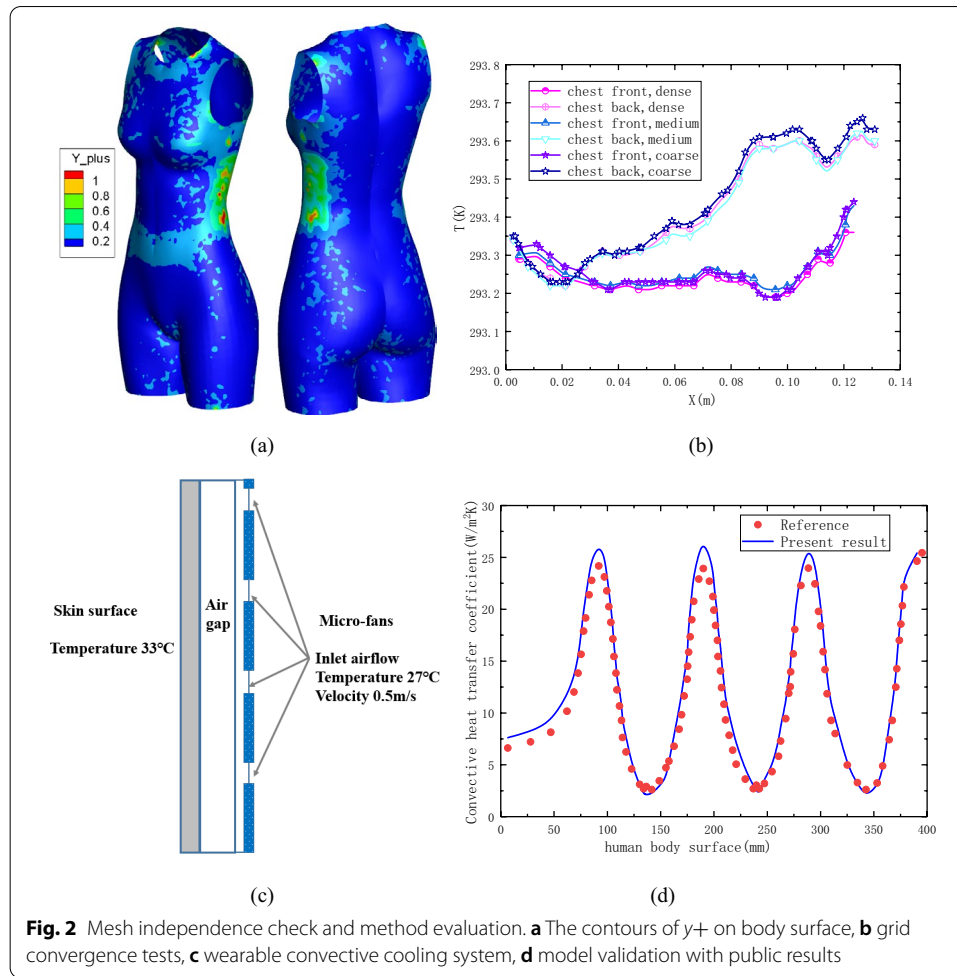 (a)
Y_plus
1
0.8
0.6
0.4
0.2
(b)
293.8
293.7
293.6
293.5
293.4
293.3
293.2
293.1
293.0
T(K)
chest front,dense
chest back,dense
chest front,medium
chest back,medium
chest front,coarse
chest back,coarse
0.00 0.02 0.04 0.06 0.08 0.10 0.12 0.14
X(m)
(a)
(b)
Skin surface
Temperature 33°C
Air
gap
Micro-fans
Inlet airflow
Temperature 27°C
Velocity 0.5m/s
(c)
30
25
20
15
10
5
0
Convective heat transfer coefficient(W/m²K)
Reference
Present result
0 50 100 150 200 250 300 350 400
human body surface(mm)
(d)
Fig. 2 Mesh independence check and method evaluation. a The contours of y+ on body surface, b grid
convergence tests, c wearable convective cooling system, d model validation with public results